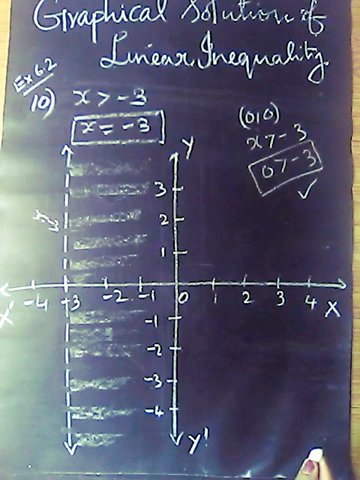 Graphical Solution of
Linear Inequality.
Ex 6.2
10) x > -3
x = -3
(0,0)
x > -3
0 > -3
✓
Y
3
2
1
X' -4 -3 -2 -1 0 1 2 3 4 X
-1
-2
-3
-4
Y'